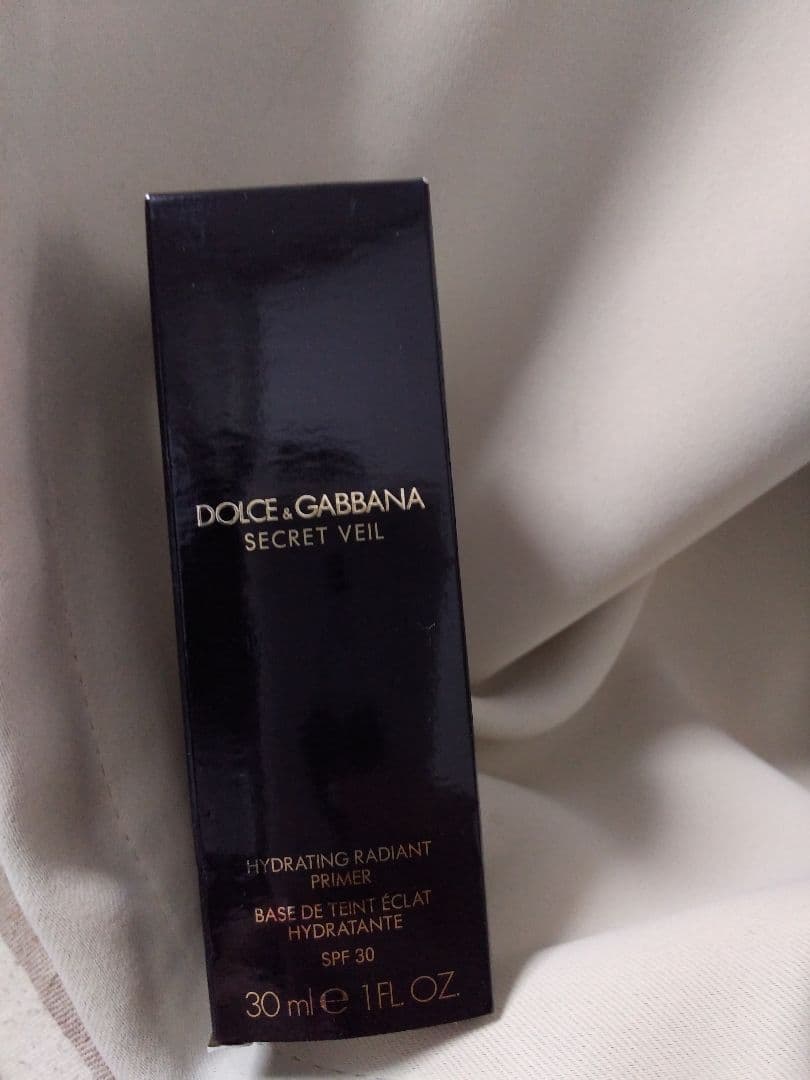 DOLCE & GABBANA
SECRET VEIL
HYDRATING RADIANT
PRIMER
BASE DE TEINT ÉCLAT
HYDRATANTE
SPF 30
30 ml ℮ 1 FL. OZ.